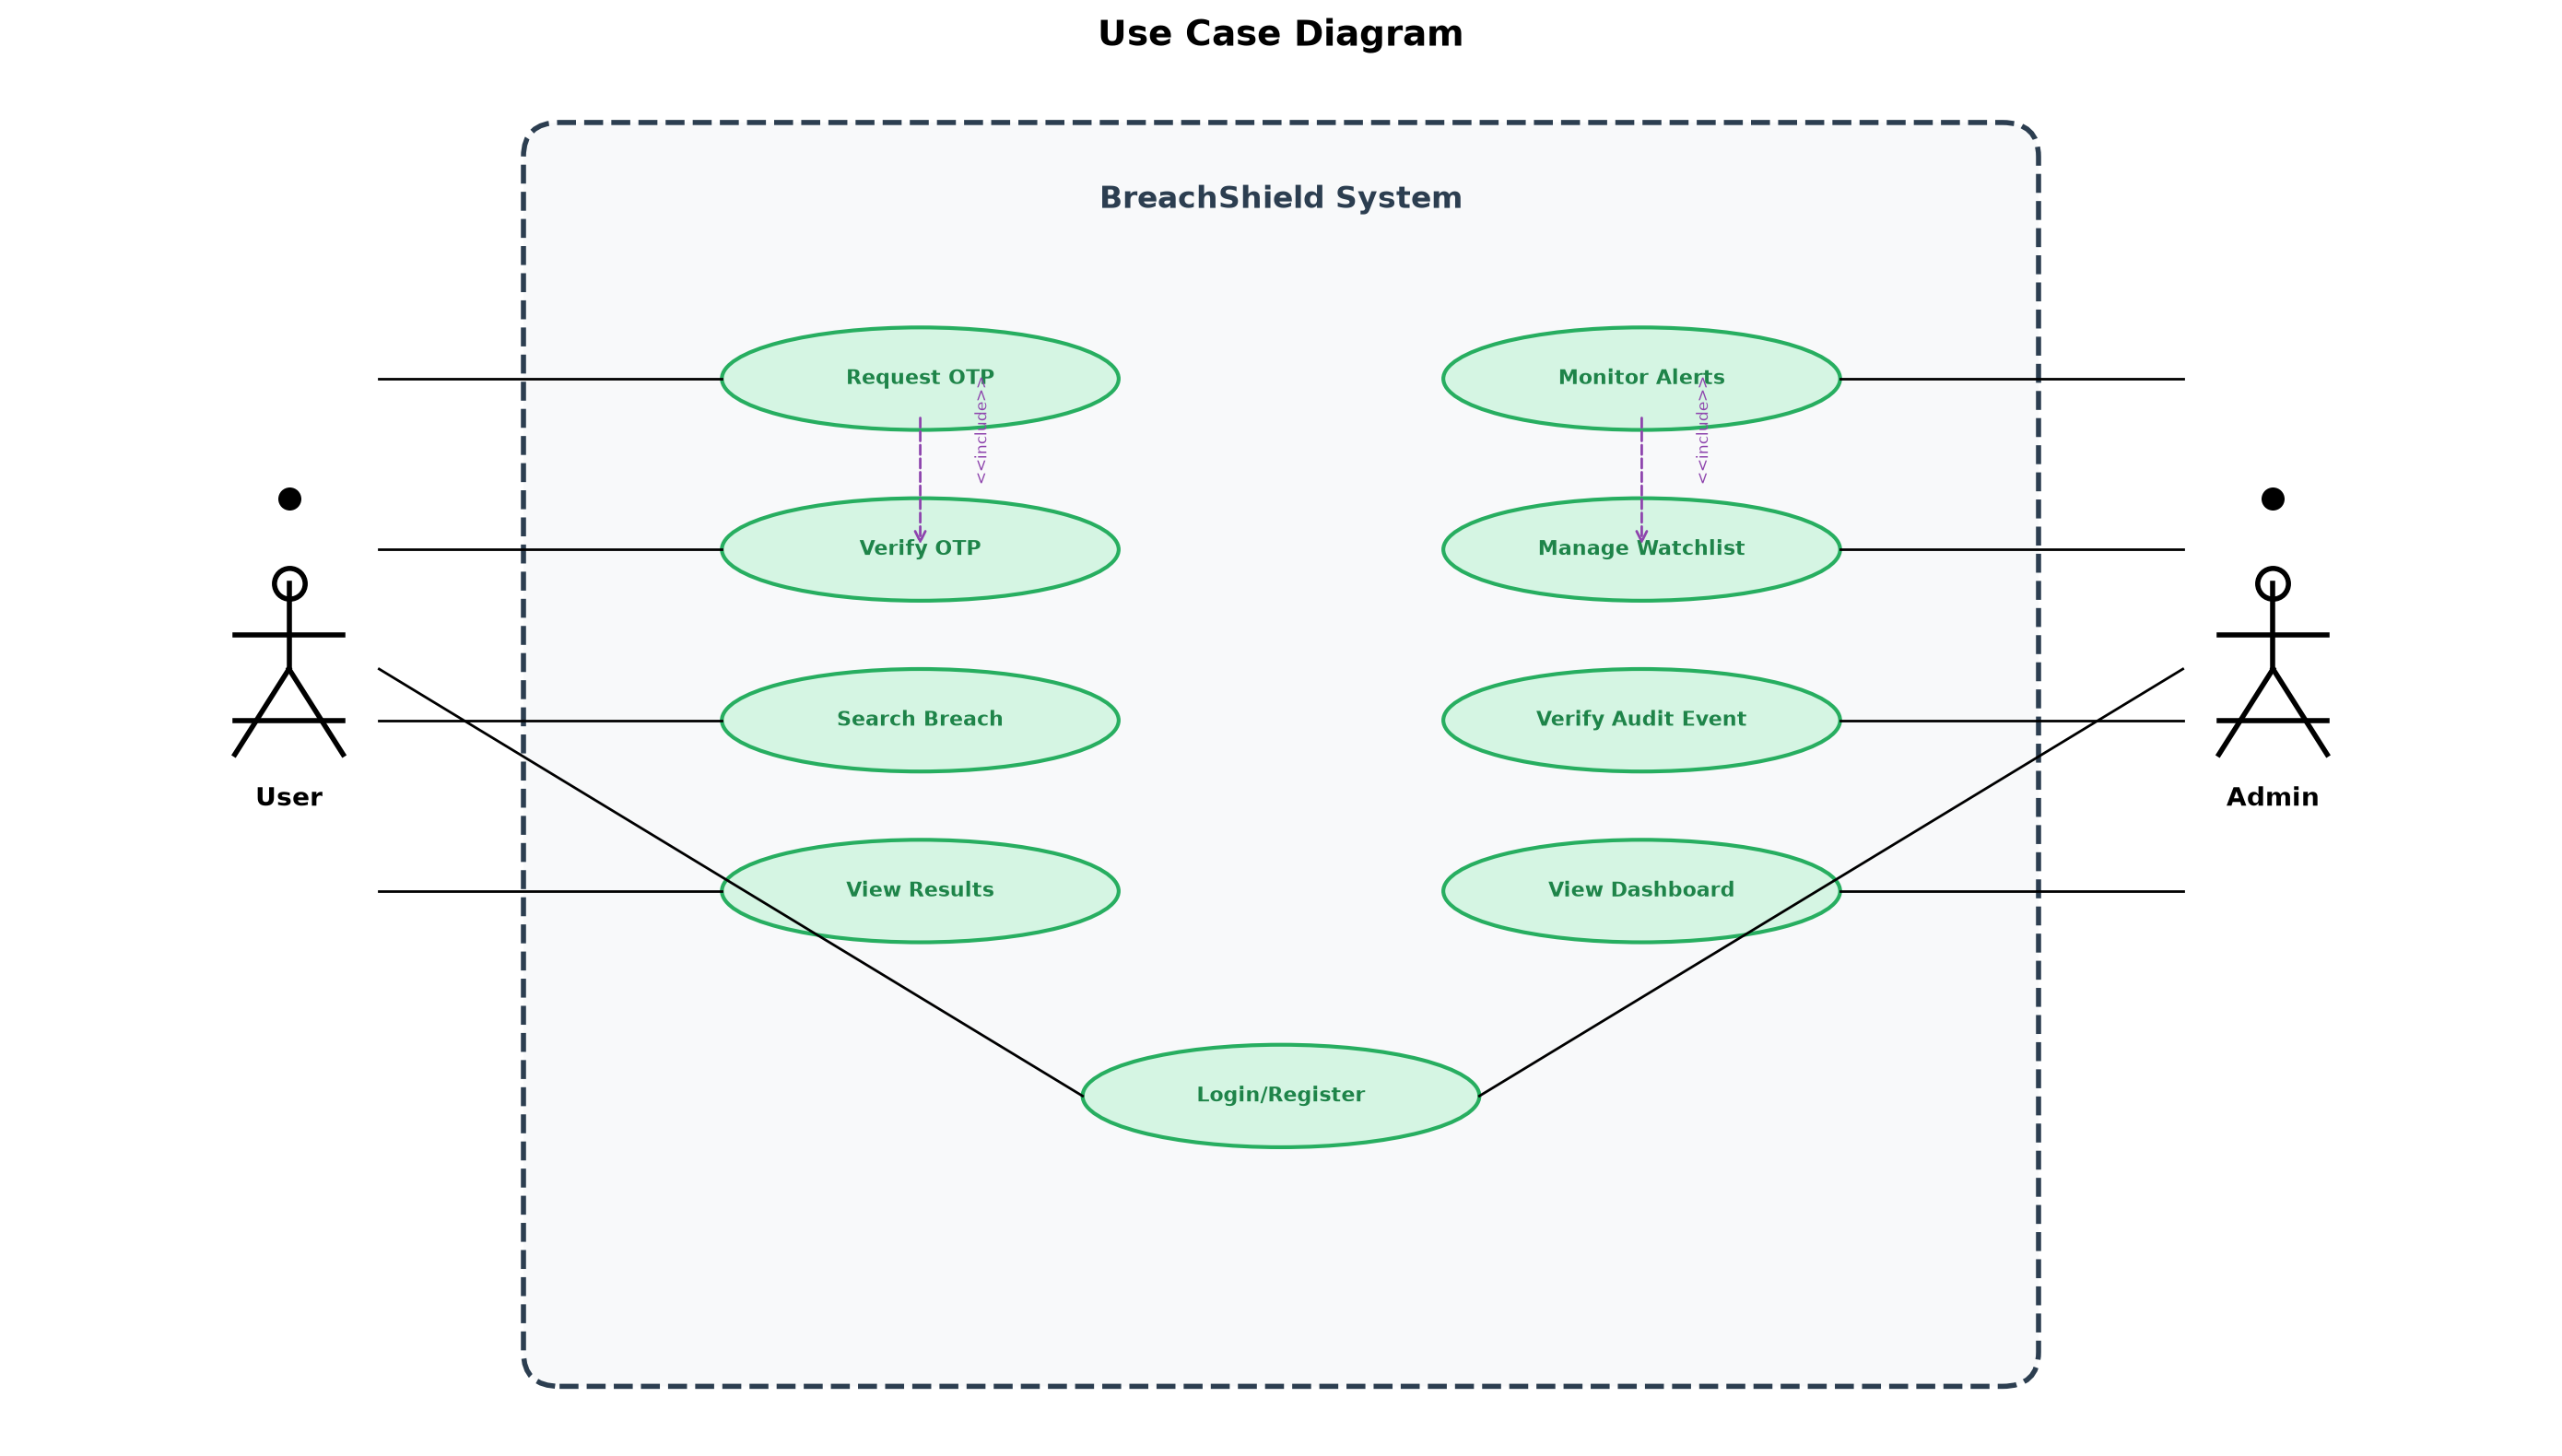 Use Case Diagram
BreachShield System
Request OTP
<<include>>
Verify OTP
Search Breach
View Results
Monitor Alerts
<<include>>
Manage Watchlist
Verify Audit Event
View Dashboard
Login/Register
User
Admin